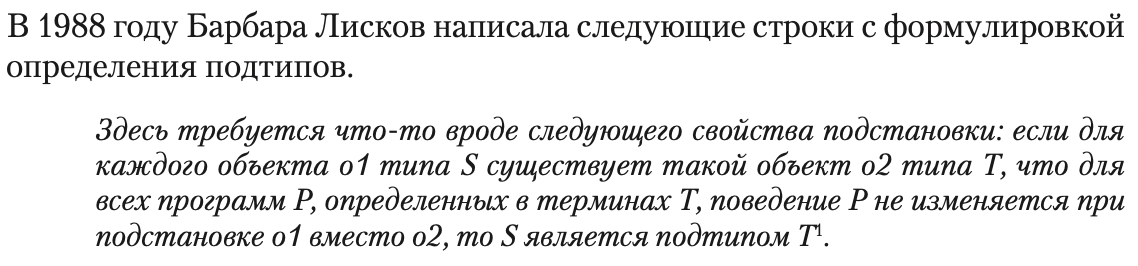 В 1988 году Барбара Лисков написала следующие строки с формулировкой
определения подтипов.
Здесь требуется что-то вроде следующего свойства подстановки: если для
каждого объекта o1 типа S существует такой объект o2 типа T, что для
всех программ P, определенных в терминах T, поведение P не изменяется при
подстановке o1 вместо o2, то S является подтипом T¹.